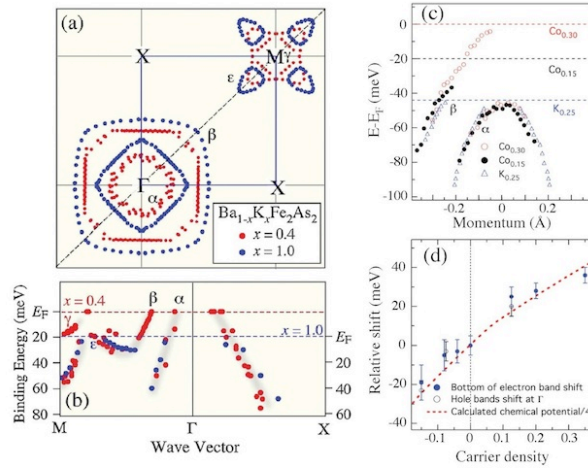 (a)
X
Mγ
ε
β
Γ
α
X
Ba1-xKxFe2As2
x = 0.4
x = 1.0
Binding Energy (meV)
EF
20
40
60
80
x = 0.4
γ
ε
β
α
x = 1.0
EF
20
40
60
(b)
M
Γ
X
Wave Vector
(c)
E-EF (meV)
0
-20
-40
-60
-80
-100
Co0.30
Co0.15
K0.25
β
α
Co0.30
Co0.15
K0.25
-0.2
0.0
0.2
Momentum (Å)
(d)
Relative shift (meV)
40
20
0
-20
-40
Bottom of electron band shift
Hole bands shift at Γ
Calculated chemical potential/4
-0.1
0.0
0.1
0.2
0.3
Carrier density